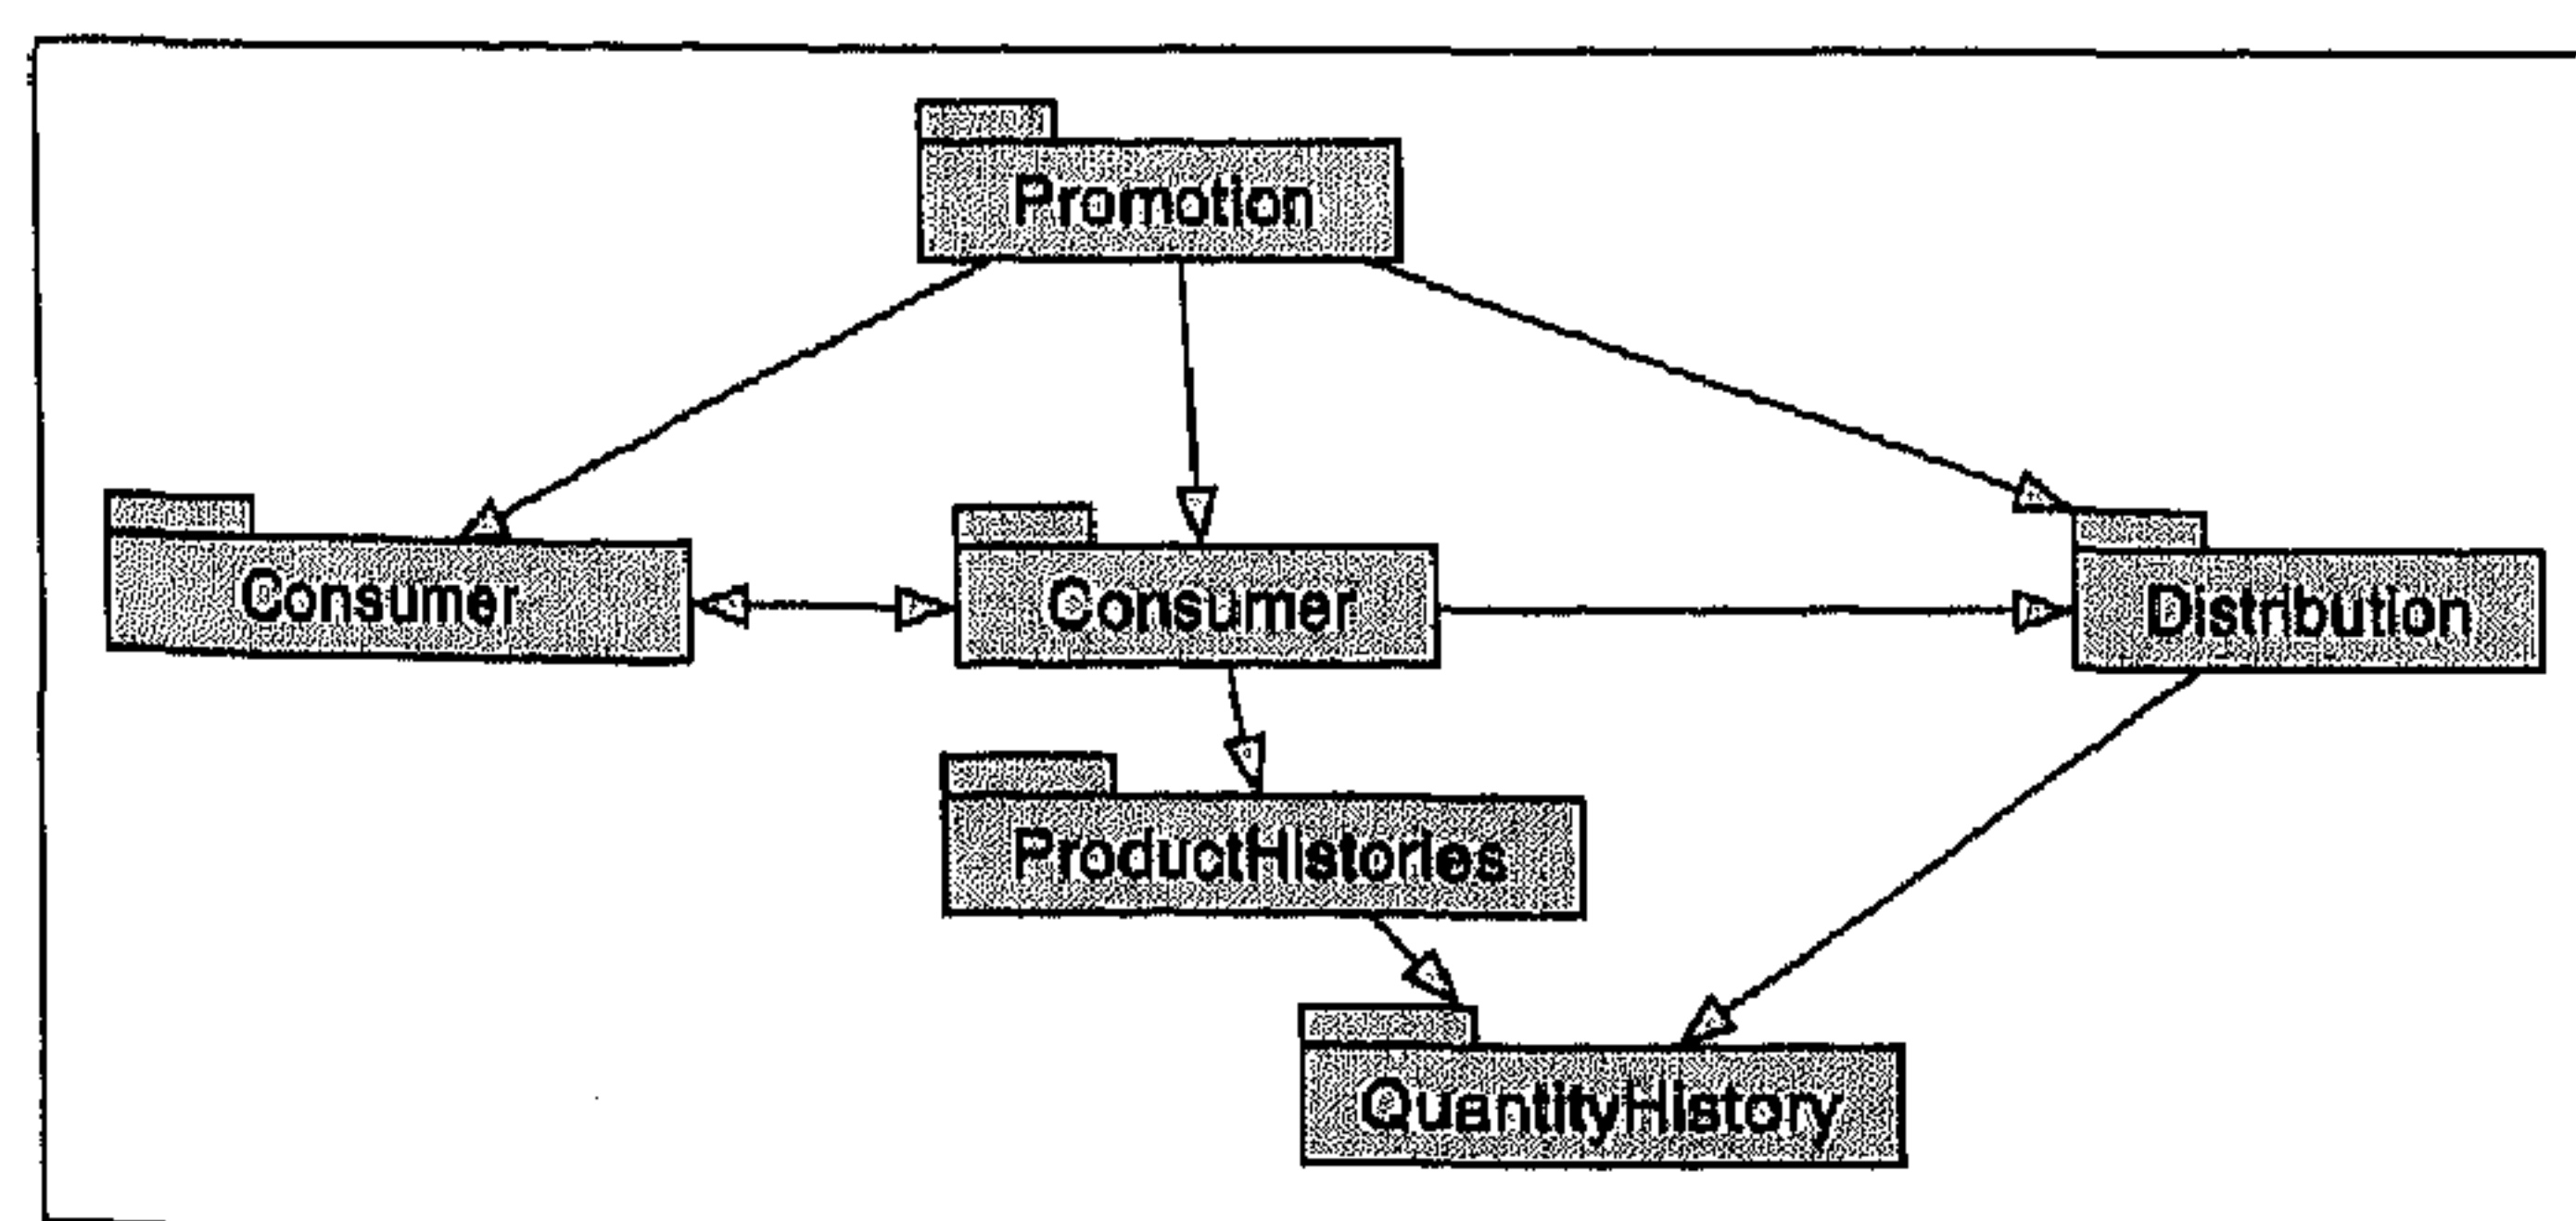 Promotion
Consumer
Consumer
Distribution
ProductHistories
QuantityHistory